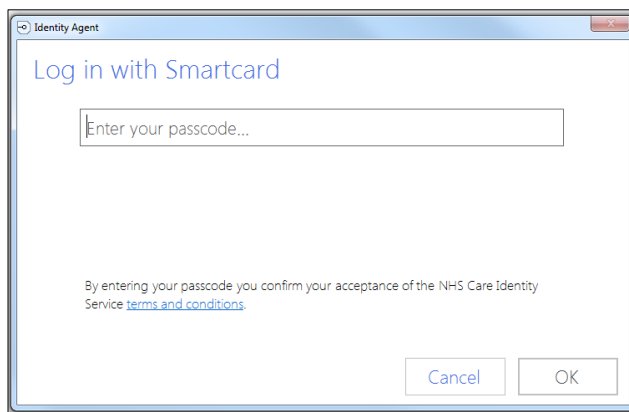 Identity Agent
Log in with Smartcard
Enter your passcode...
By entering your passcode you confirm your acceptance of the NHS Care Identity
Service terms and conditions.
Cancel
OK